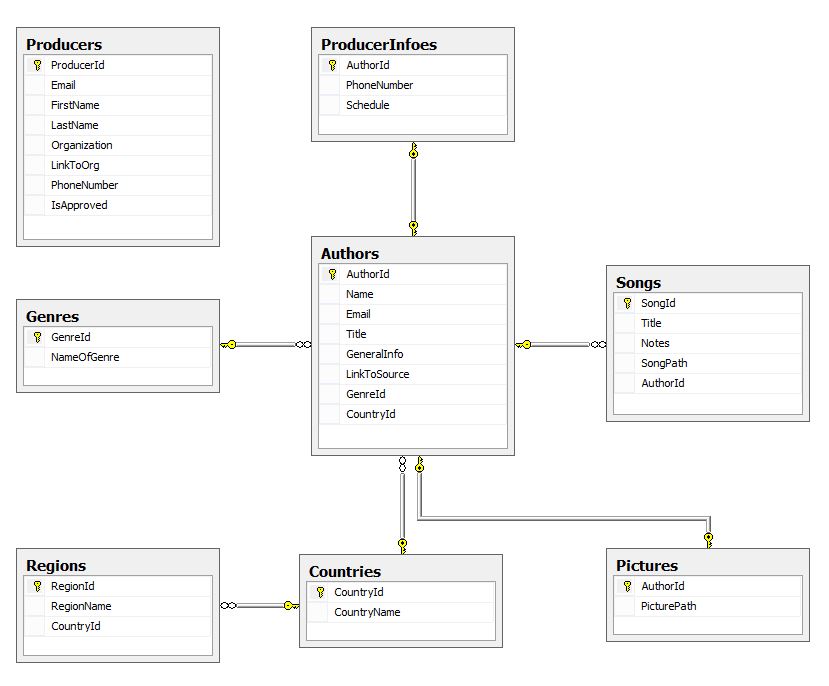 Producers
ProducerId
Email
FirstName
LastName
Organization
LinkToOrg
PhoneNumber
IsApproved
ProducerInfoes
AuthorId
PhoneNumber
Schedule
Authors
AuthorId
Name
Email
Title
GeneralInfo
LinkToSource
GenreId
CountryId
Genres
GenreId
NameOfGenre
Songs
SongId
Title
Notes
SongPath
AuthorId
Regions
RegionId
RegionName
CountryId
Countries
CountryId
CountryName
Pictures
AuthorId
PicturePath